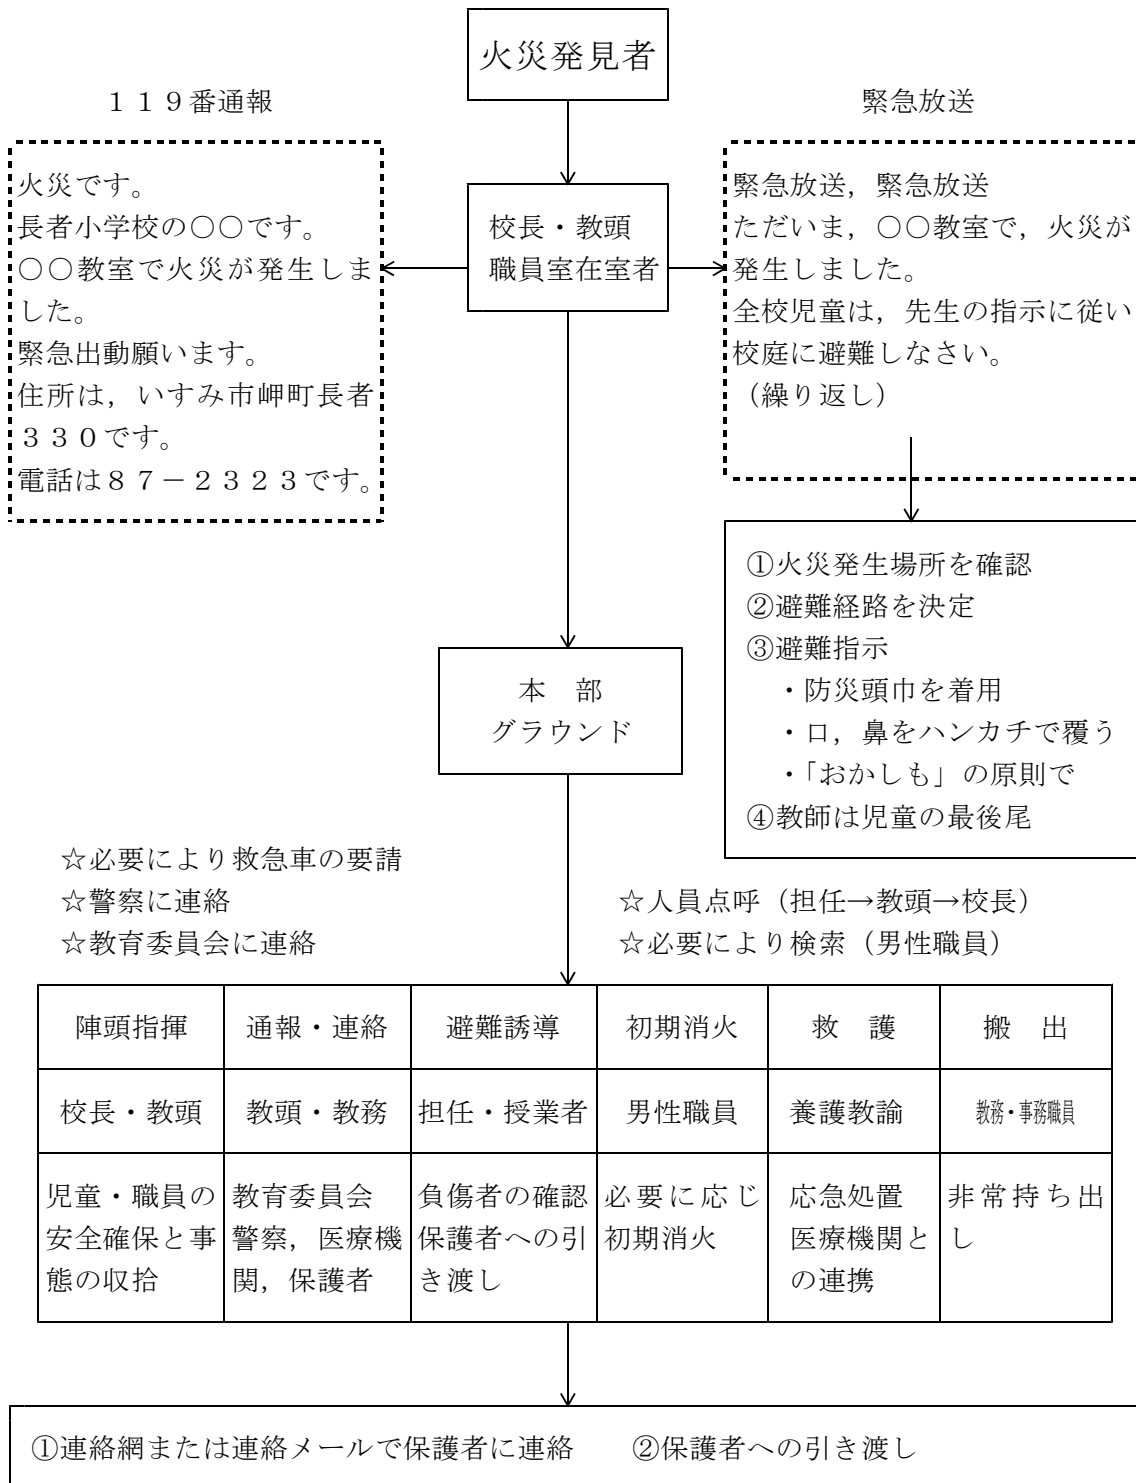 火災発見者
１１９番通報
緊急放送
火災です。
長者小学校の○○です。
○○教室で火災が発生しま
した。
緊急出動願います。
住所は，いすみ市岬町長者
３３０です。
電話は８７－２３２３です。
校長・教頭
職員室在室者
緊急放送，緊急放送
ただいま，○○教室で，火災が
発生しました。
全校児童は，先生の指示に従い
校庭に避難しなさい。
（繰り返し）
①火災発生場所を確認
②避難経路を決定
③避難指示
・防災頭巾を着用
・口，鼻をハンカチで覆う
・「おかしも」の原則で
④教師は児童の最後尾
本　部
グラウンド
☆必要により救急車の要請
☆警察に連絡
☆教育委員会に連絡
☆人員点呼（担任→教頭→校長）
☆必要により検索（男性職員）
陣頭指揮
通報・連絡
避難誘導
初期消火
救　護
搬　出
校長・教頭
教頭・教務
担任・授業者
男性職員
養護教諭
教務・事務職員
児童・職員の
安全確保と事
態の収拾
教育委員会
警察，医療機
関，保護者
負傷者の確認
保護者への引
き渡し
必要に応じ
初期消火
応急処置
医療機関と
の連携
非常持ち出
し
①連絡網または連絡メールで保護者に連絡　　②保護者への引き渡し